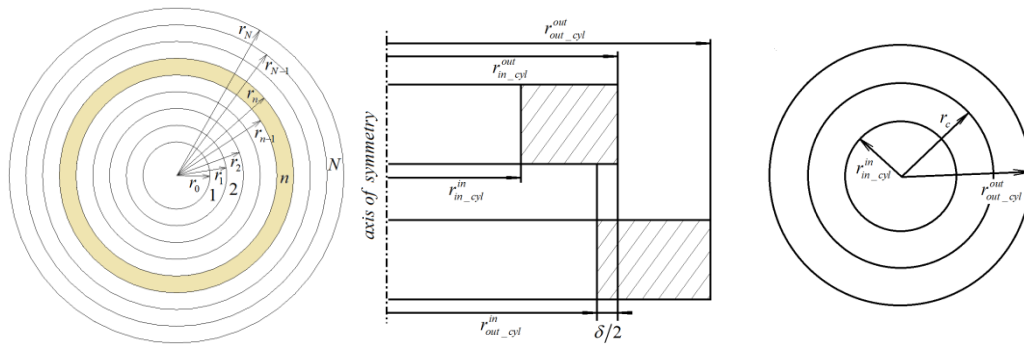 r_N
r_{N-1}
r_n
r_{n-1}
r_2
r_1
r_0
1
2
n
N
axis of symmetry
r_{out_cyl}^{out}
r_{in_cyl}^{out}
r_{in_cyl}^{in}
r_{out_cyl}^{in}
δ/2
r_c
r_{in_cyl}^{in}
r_{out_cyl}^{out}